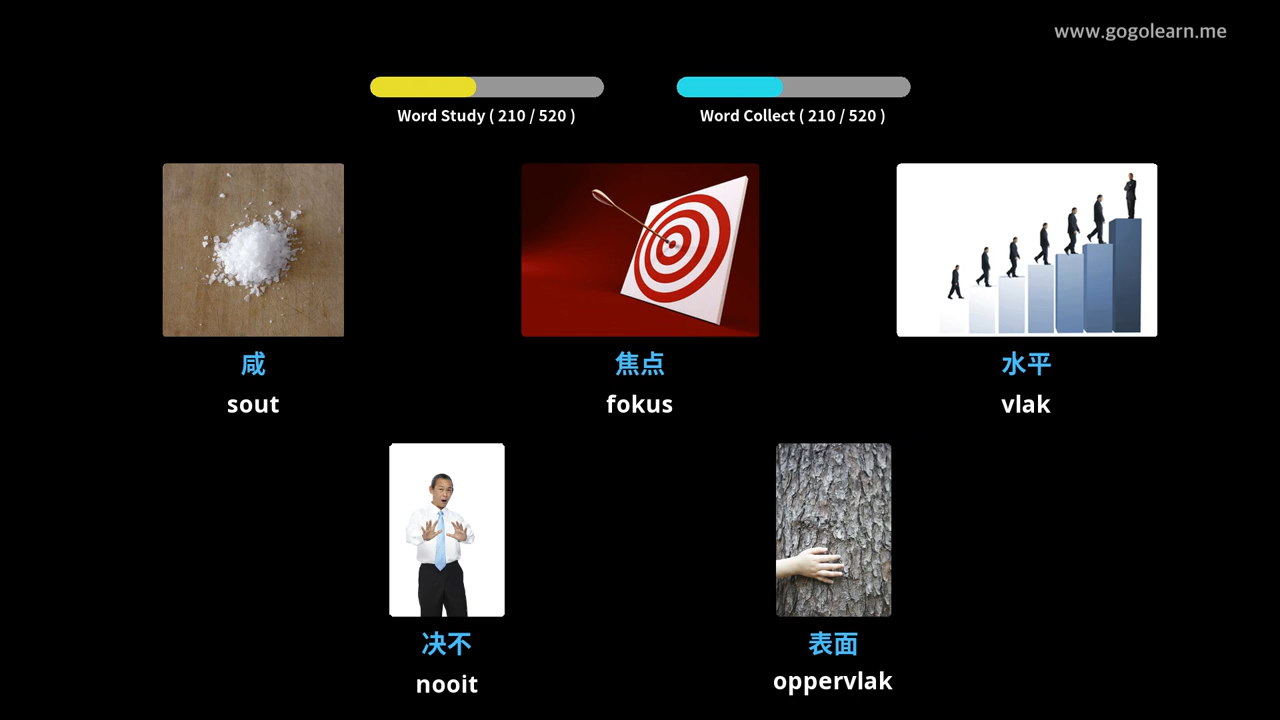 www.gogolearn.me
Word Study ( 210 / 520 )
Word Collect ( 210 / 520 )
咸
焦点
水平
sout
fokus
vlak
决不
表面
nooit
oppervlak